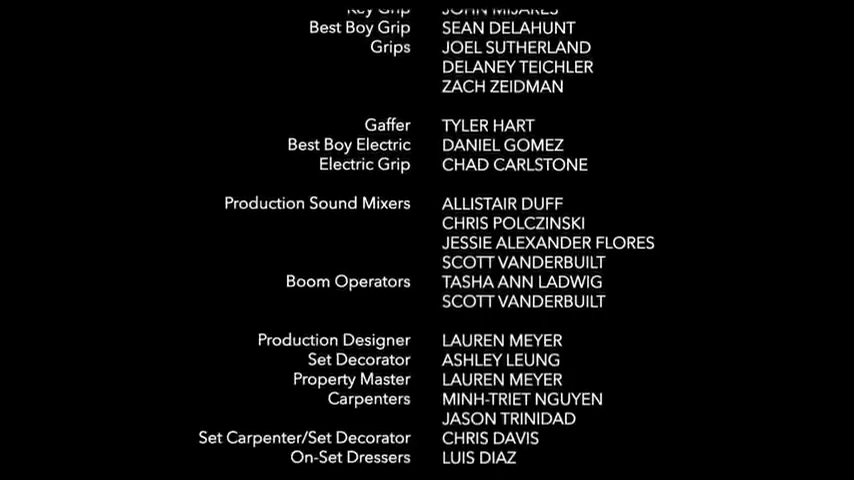 Key Grip JOHN MIJARES
Best Boy Grip SEAN DELAHUNT
Grips JOEL SUTHERLAND
DELANEY TEICHLER
ZACH ZEIDMAN
Gaffer TYLER HART
Best Boy Electric DANIEL GOMEZ
Electric Grip CHAD CARLSTONE
Production Sound Mixers ALLISTAIR DUFF
CHRIS POLCZINSKI
JESSIE ALEXANDER FLORES
SCOTT VANDERBUILT
Boom Operators TASHA ANN LADWIG
SCOTT VANDERBUILT
Production Designer LAUREN MEYER
Set Decorator ASHLEY LEUNG
Property Master LAUREN MEYER
Carpenters MINH-TRIET NGUYEN
JASON TRINIDAD
Set Carpenter/Set Decorator CHRIS DAVIS
On-Set Dressers LUIS DIAZ